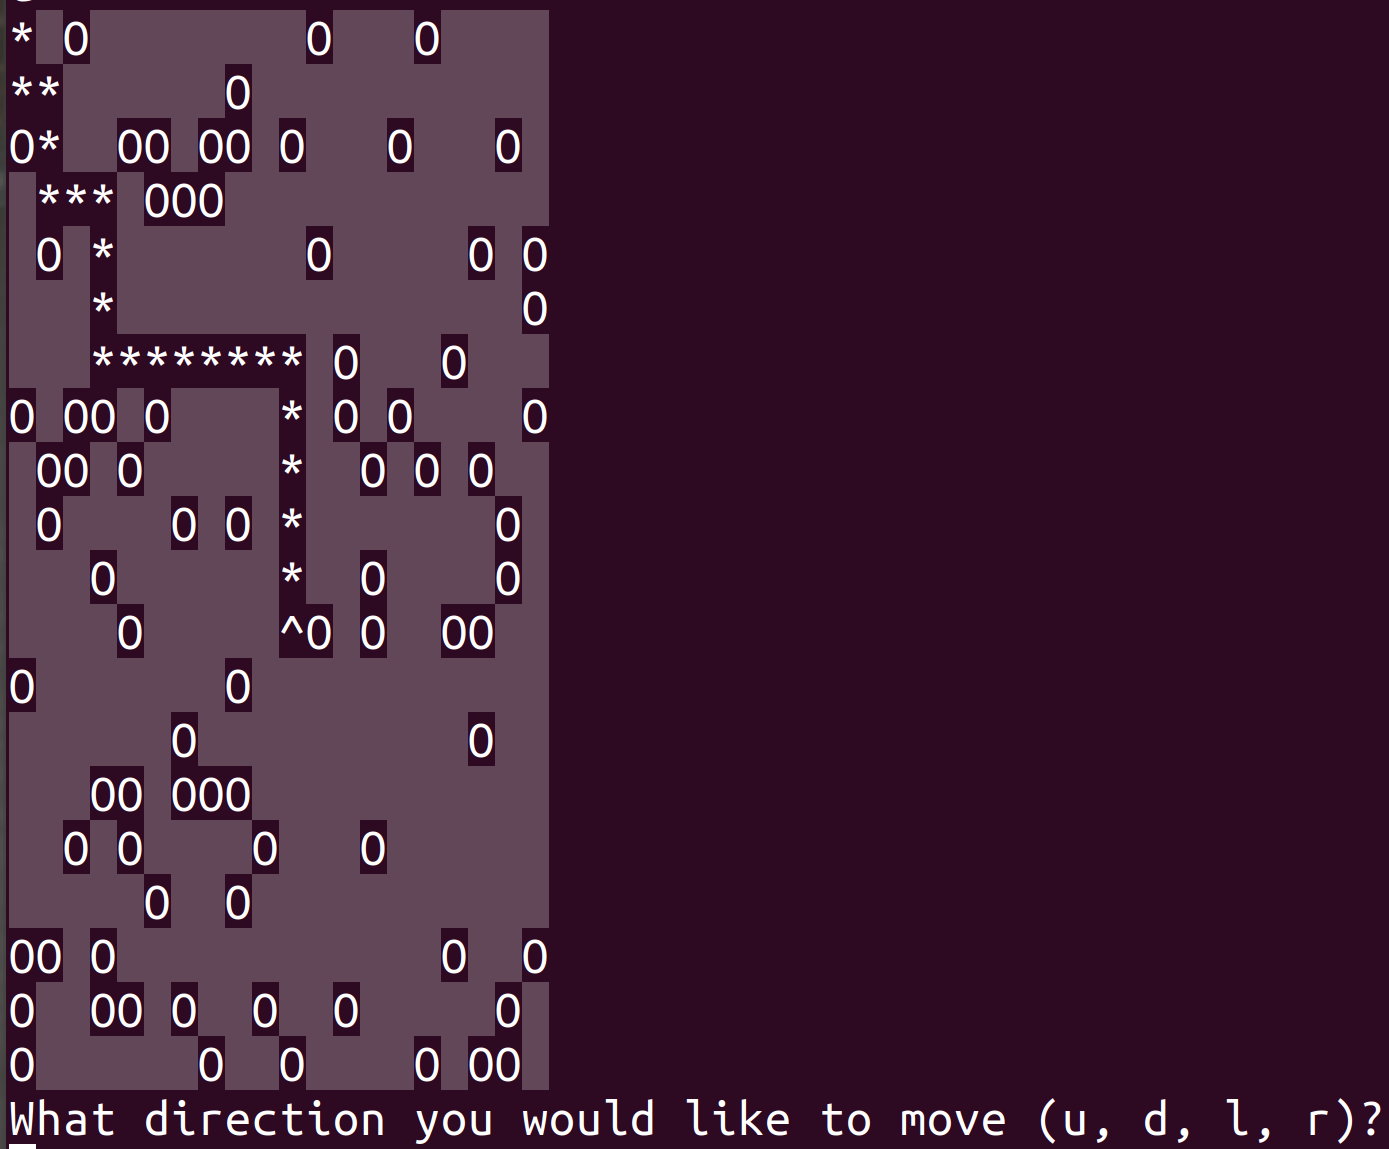 * O        O   O
**      O
O*  OO OO O   O   O
 *** OOO
 O *       O     O O
   *               O
   ******** O   O
O OO O    * O O    O
 OO O     *  O O O
 O    O O *       O
   O      *  O    O
    O     ^O O  OO
O       O
      O          O
   OO OOO
  O O    O   O
     O  O
OO O            O  O
O  OO O  O  O     O
O      O  O    O OO
What direction you would like to move (u, d, l, r)?